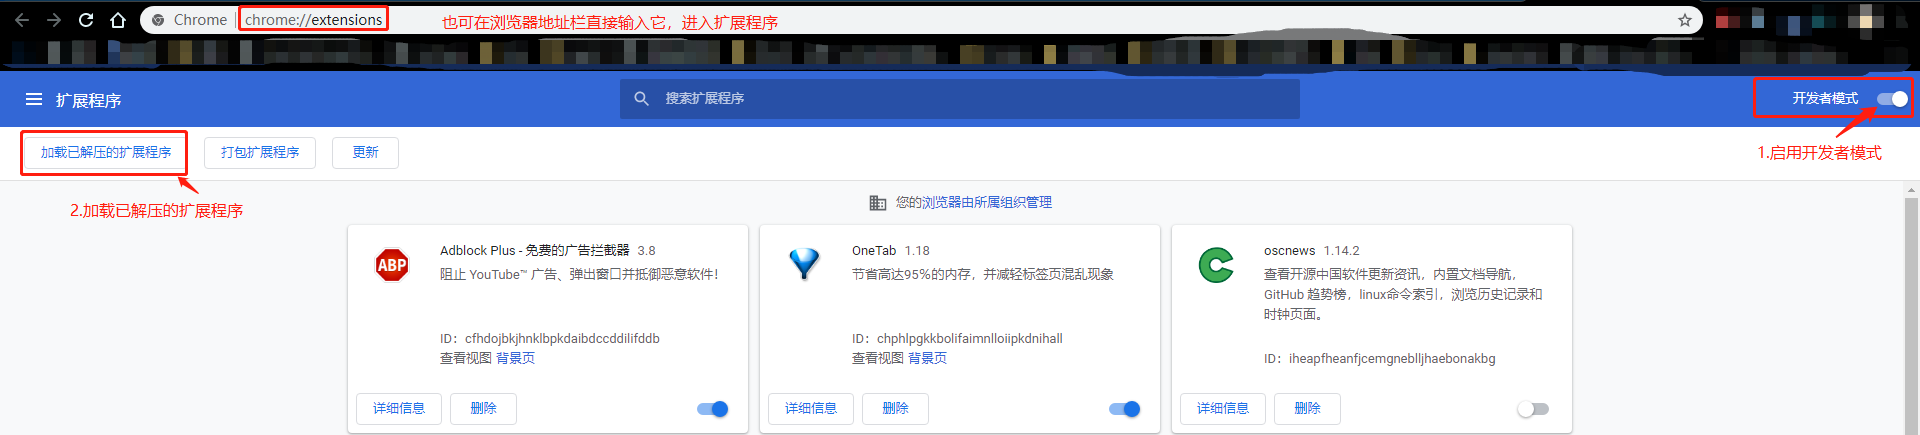 Chrome | chrome://extensions
也可在浏览器地址栏直接输入它，进入扩展程序
扩展程序
搜索扩展程序
开发者模式
加载已解压的扩展程序
打包扩展程序
更新
1.启用开发者模式
2.加载已解压的扩展程序
您的浏览器由所属组织管理
ABP
Adblock Plus - 免费的广告拦截器 3.8
阻止 YouTube™ 广告、弹出窗口并抵御恶意软件！
ID：cfhdojbkjhnklbpkdaibdccddilifddb
查看视图 背景页
详细信息
删除
OneTab 1.18
节省高达95%的内存，并减轻标签页混乱现象
ID：chphlpgkkbolifaimnlloiipkdnihall
查看视图 背景页
详细信息
删除
oscnews 1.14.2
查看开源中国软件更新资讯，内置文档导航，
GitHub 趋势榜，linux命令索引，浏览历史记录和
时钟页面。
ID：iheapfheanfjcemgneblljhaebonakbg
详细信息
删除